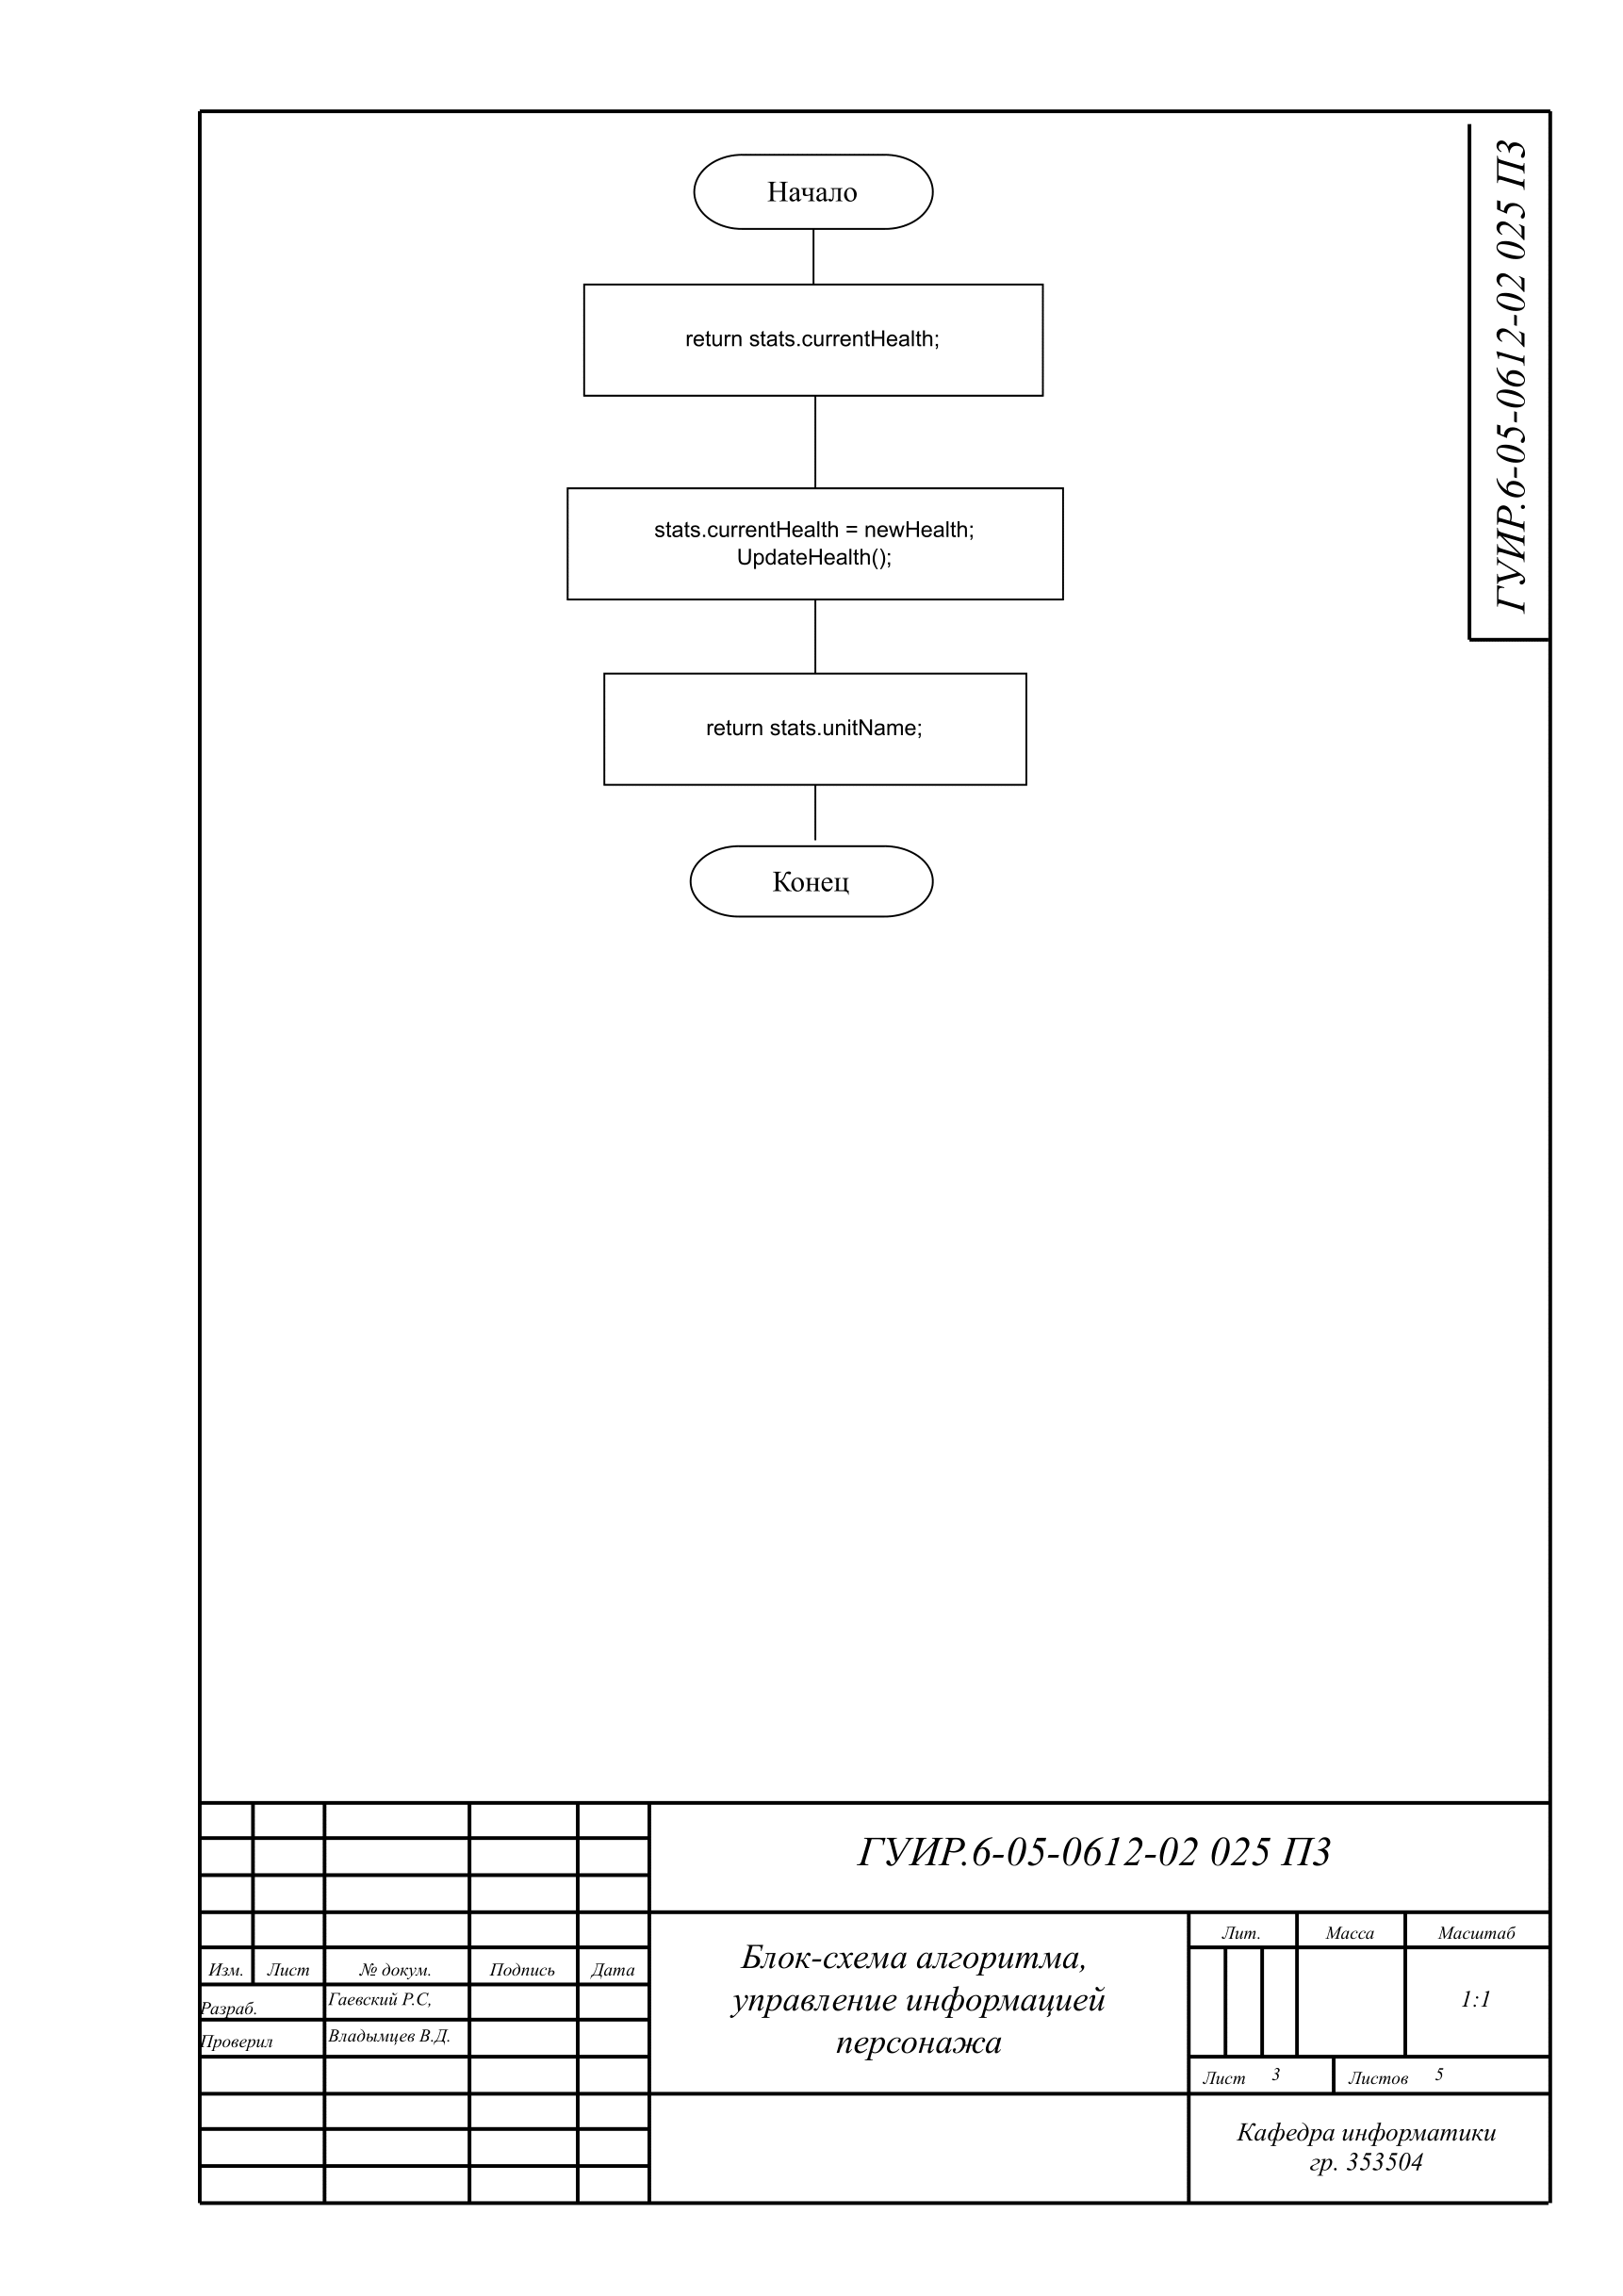 Начало
ГУИР.6-05-0612-02 025 ПЗ
return stats.currentHealth;
stats.currentHealth = newHealth;
UpdateHealth();
return stats.unitName;
Конец
ГУИР.6-05-0612-02 025 ПЗ
Блок-схема алгоритма,
управление информацией
персонажа
Лит. Масса Масштаб
1:1
Изм. Лист № докум. Подпись Дата
Разраб. Гаевский Р.С,
Проверил Владымцев В.Д.
Лист 3 Листов 5
Кафедра информатики
гр. 353504